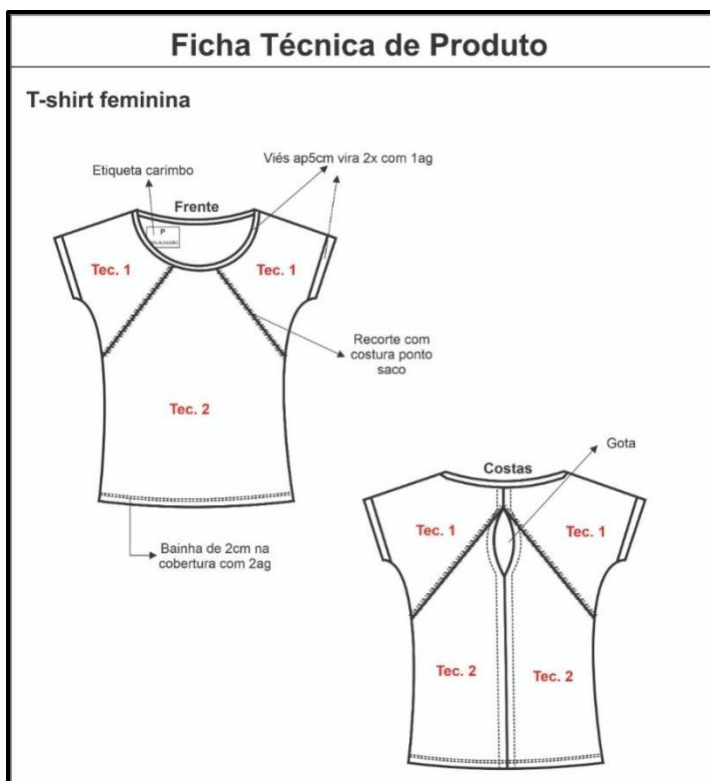 Ficha Técnica de Produto
T-shirt feminina
Viés ap5cm vira 2x com 1ag
Etiqueta carimbo
Frente
P
Tec. 1
Tec. 1
Recorte com
costura ponto
saco
Tec. 2
Gota
Costas
Tec. 1
Tec. 1
Bainha de 2cm na
cobertura com 2ag
Tec. 2
Tec. 2